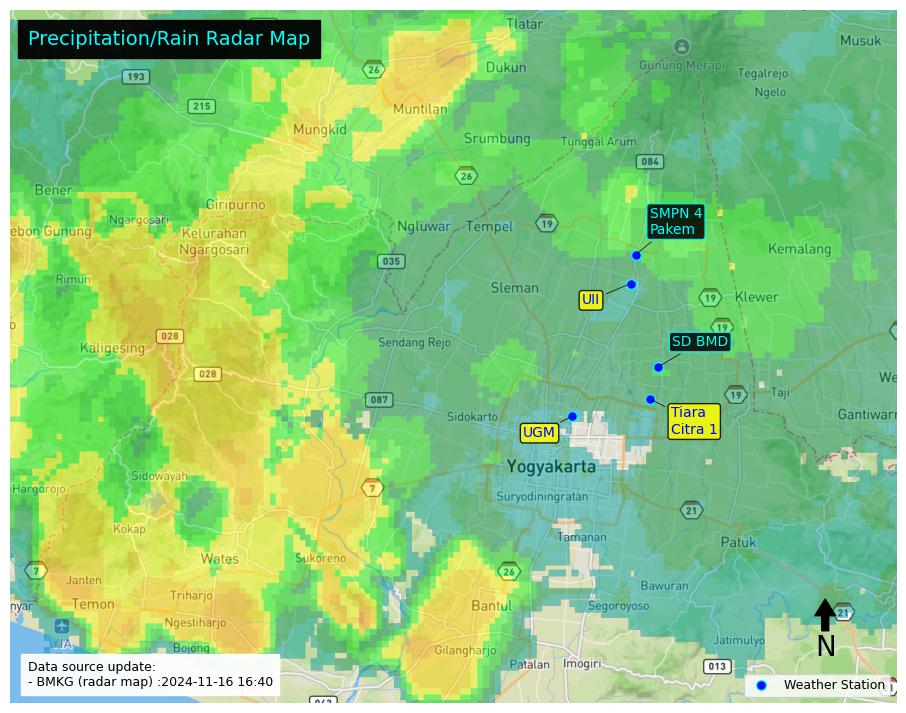 Precipitation/Rain Radar Map
Tlatar
Musuk
193
26
Dukun
Gunung Merapi
Tegalrejo
Ngelo
215
Muntilan
Mungkid
Srumbung
Tunggal Arum
084
26
Bener
Giripurno
Ngargosari
SMPN 4
Pakem
ebon Gunung
Kelurahan
Ngargosari
Ngluwar
Tempel
19
Kemalang
035
Rimun
Sleman
UII
19
Klewer
19
028
Kaligesing
Sendang Rejo
SD BMD
028
We
087
19
Taji
Sidokarto
Tiara
Citra 1
Gantiwarn
UGM
Yogyakarta
Sidowayah
Hargorojo
7
Suryodiningratan
21
Kokap
Tamanan
Patuk
Wates
Sukoreno
7
26
Janten
Bawuran
Triharjo
nyar
Temon
Bantul
Segoroyoso
21
Ngestiharjo
YIA
Jatimulyo
N
Bojong
Gilangharjo
Patalan
Imogiri
013
Data source update:
- BMKG (radar map) :2024-11-16 16:40
Weather Station